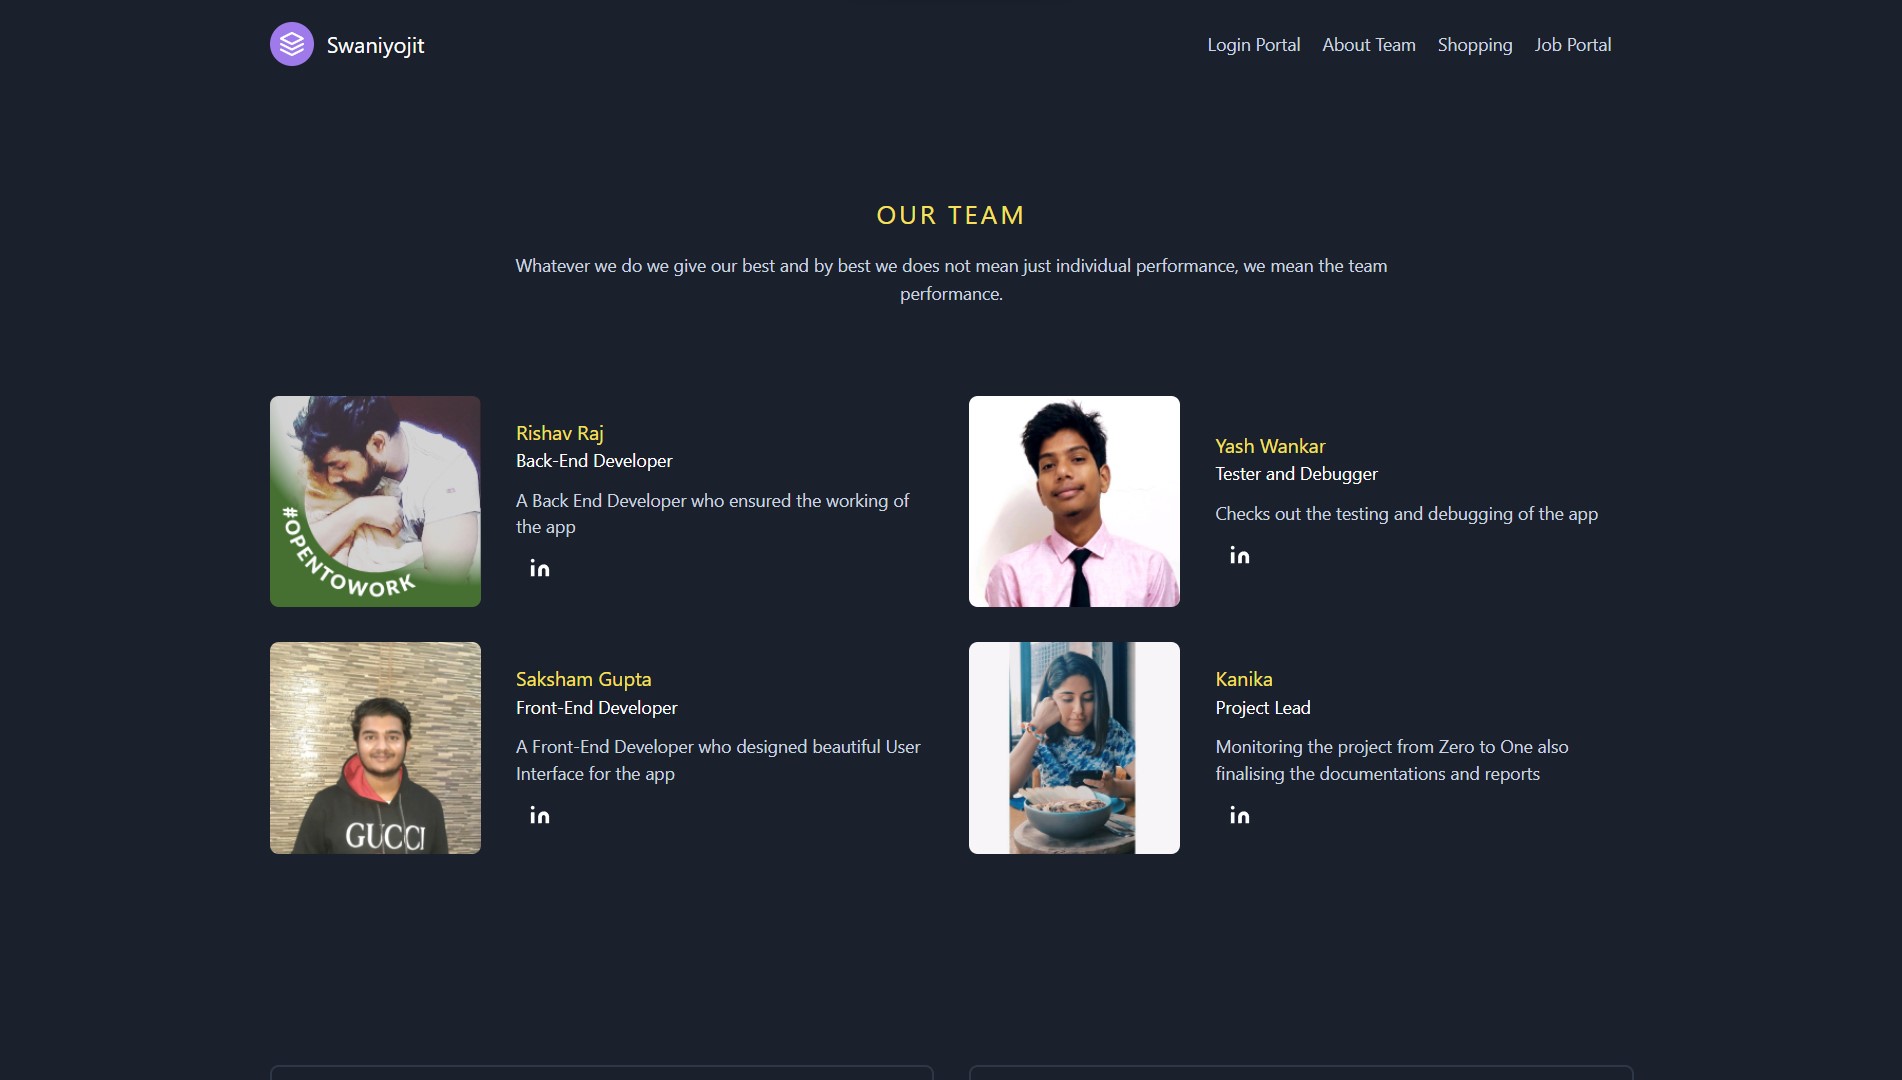 Swaniyojit
Login Portal
About Team
Shopping
Job Portal
OUR TEAM
Whatever we do we give our best and by best we does not mean just individual performance, we mean the team
performance.
#OPENTOWORK
Rishav Raj
Back-End Developer
A Back End Developer who ensured the working of
the app
in
Yash Wankar
Tester and Debugger
Checks out the testing and debugging of the app
in
GUCCI
Saksham Gupta
Front-End Developer
A Front-End Developer who designed beautiful User
Interface for the app
in
Kanika
Project Lead
Monitoring the project from Zero to One also
finalising the documentations and reports
in